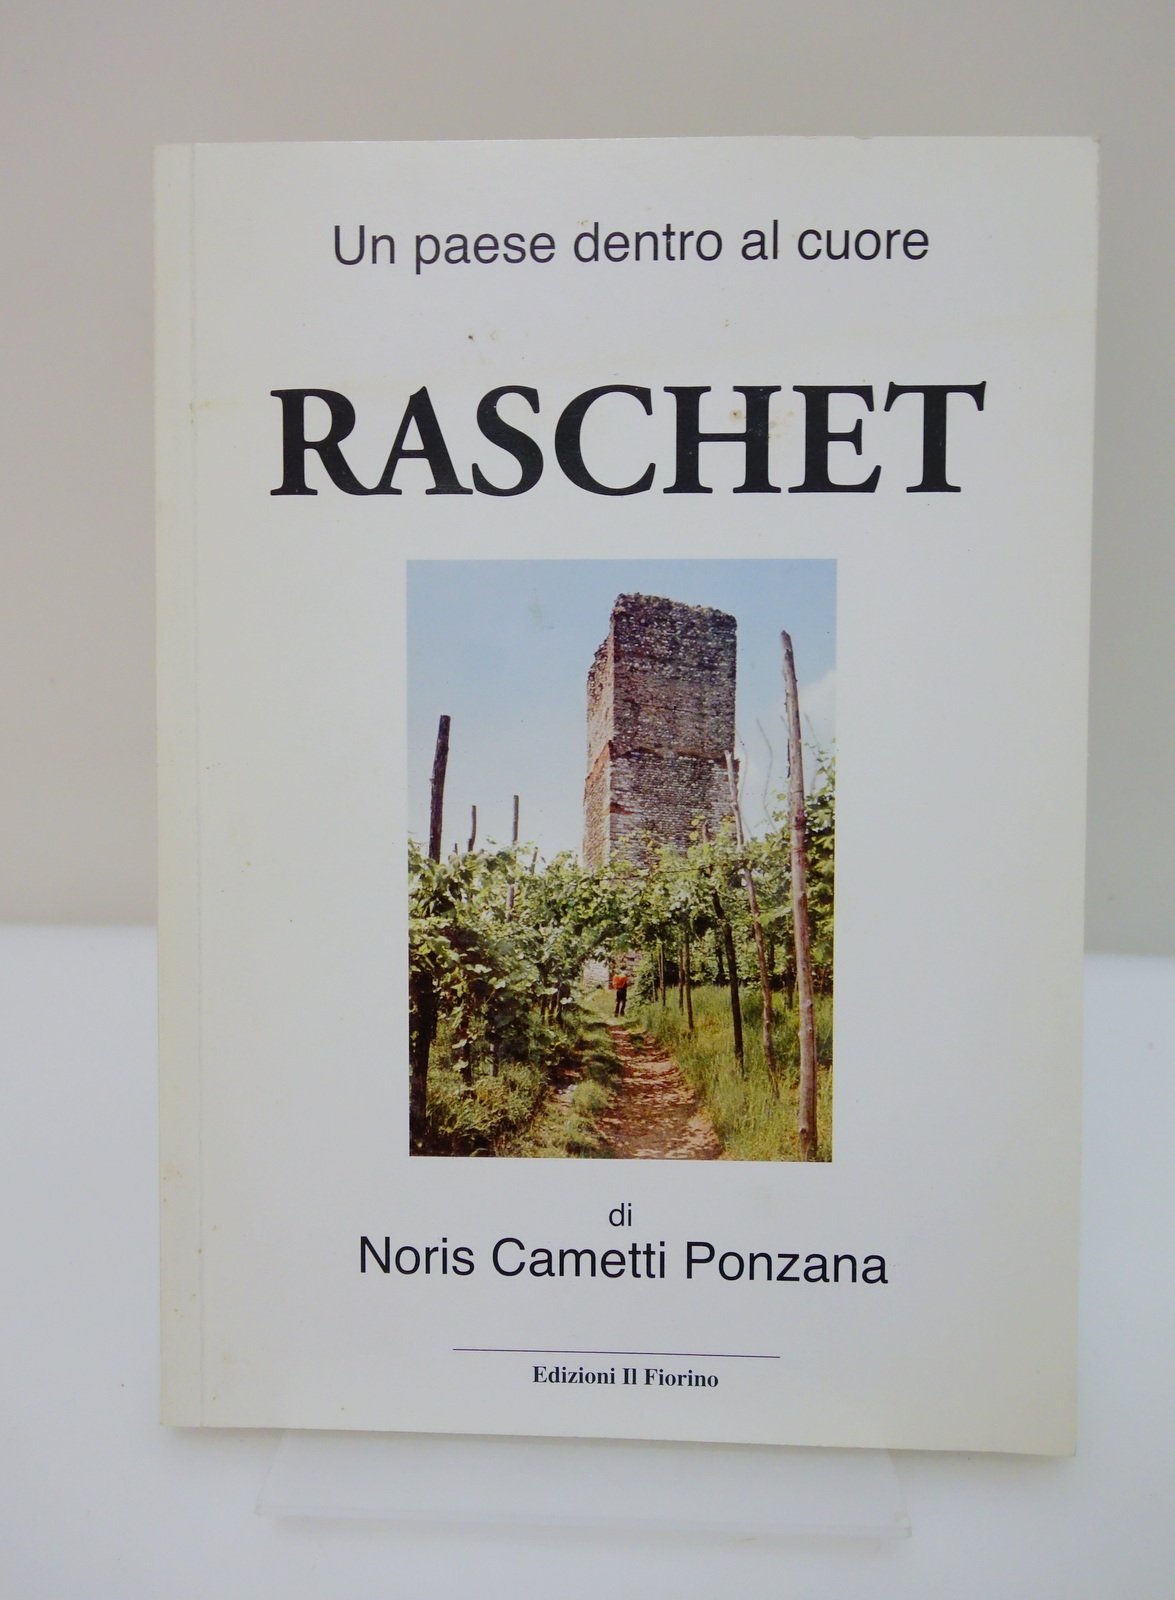 Un paese dentro al cuore
RASCHET
di
Noris Cametti Ponzana
Edizioni Il Fiorino